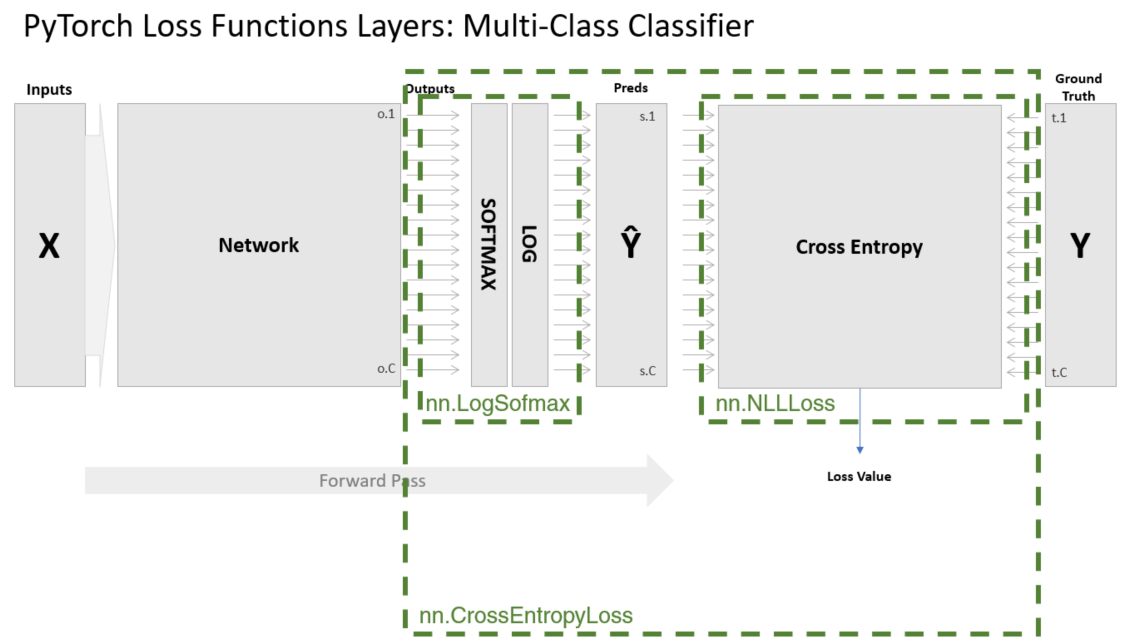 PyTorch Loss Functions Layers: Multi-Class Classifier
Inputs
Outputs
Preds
Ground
Truth
o.1
s.1
t.1
X
Network
SOFTMAX
LOG
Ŷ
Cross Entropy
Y
o.C
s.C
t.C
nn.LogSofmax
nn.NLLLoss
Forward Pass
Loss Value
nn.CrossEntropyLoss